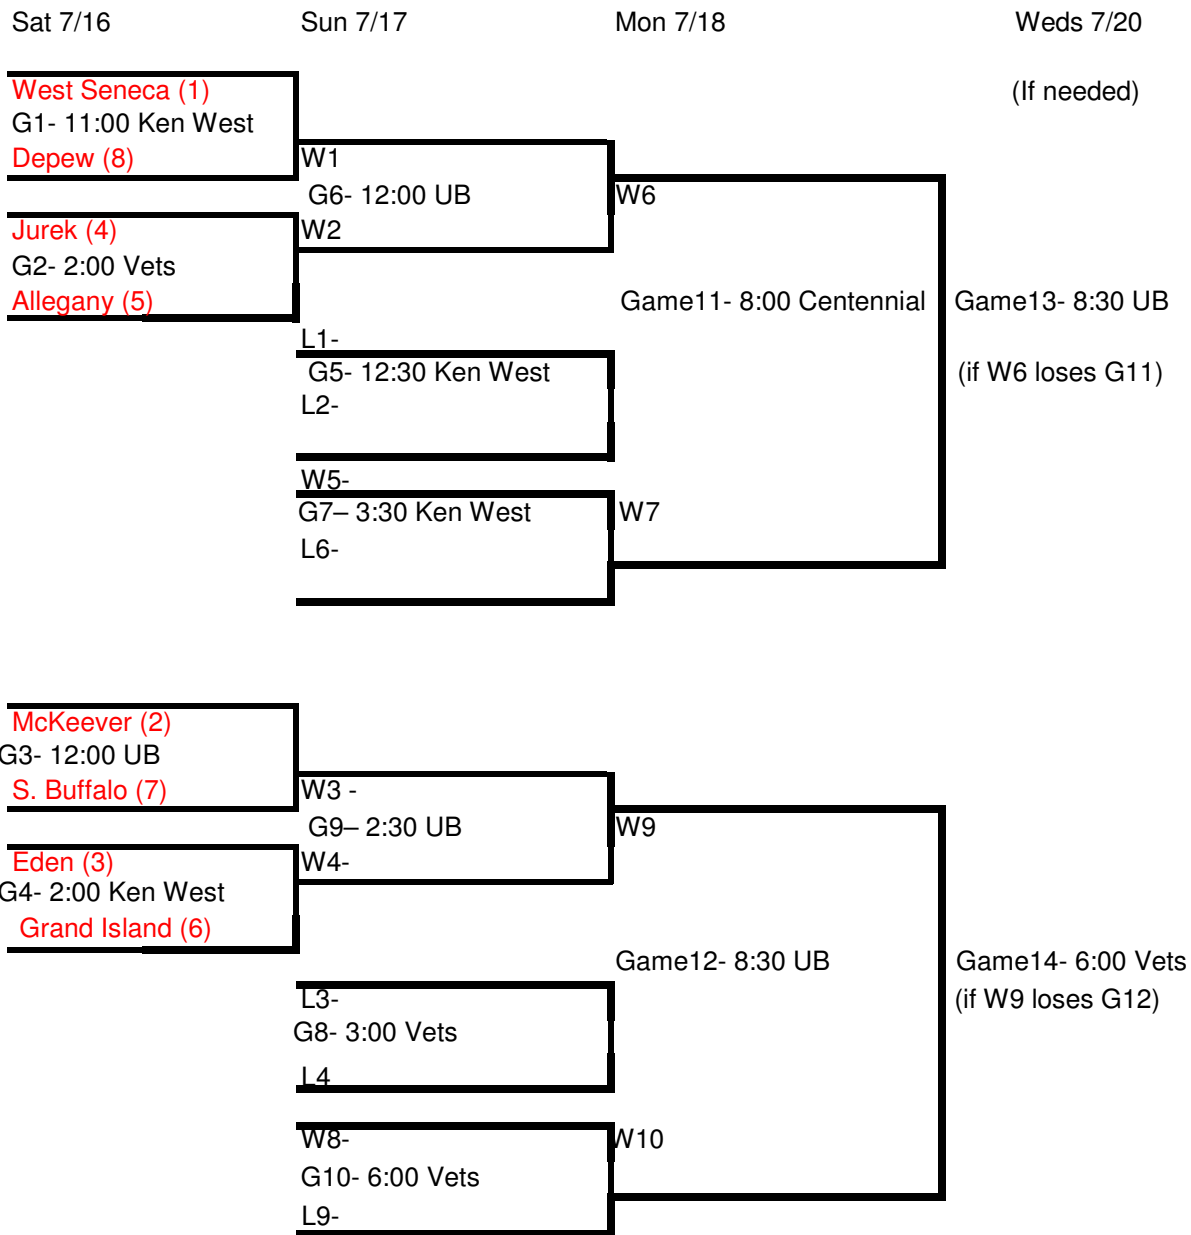 Sat 7/16
Sun 7/17
Mon 7/18
Weds 7/20
West Seneca (1)
(If needed)
G1- 11:00 Ken West
Depew (8)
W1
G6- 12:00 UB
W6
Jurek (4)
W2
G2- 2:00 Vets
Allegany (5)
Game11- 8:00 Centennial
Game13- 8:30 UB
L1-
G5- 12:30 Ken West
(if W6 loses G11)
L2-
W5-
G7– 3:30 Ken West
W7
L6-
McKeever (2)
G3- 12:00 UB
S. Buffalo (7)
W3 -
G9– 2:30 UB
W9
Eden (3)
W4-
G4- 2:00 Ken West
Grand Island (6)
Game12- 8:30 UB
Game14- 6:00 Vets
L3-
(if W9 loses G12)
G8- 3:00 Vets
L4
W8-
W10
G10- 6:00 Vets
L9-